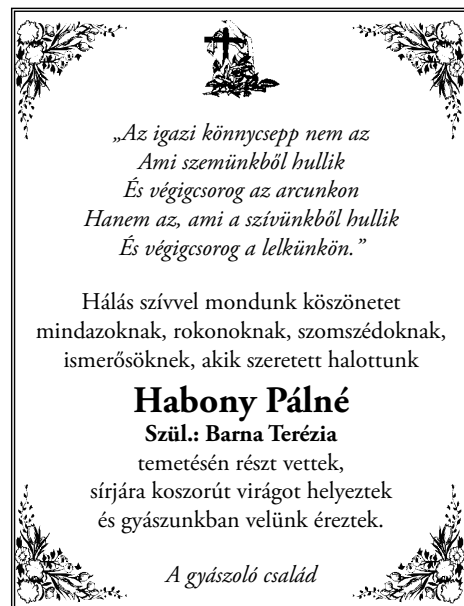 „Az igazi könnycsepp nem az
Ami szemünkből hullik
És végigcsorog az arcunkon
Hanem az, ami a szívünkből hullik
És végigcsorog a lelkünkön.”
Hálás szívvel mondunk köszönetet
mindazoknak, rokonoknak, szomszédoknak,
ismerősöknek, akik szeretett halottunk
Habony Pálné
Szül.: Barna Terézia
temetésén részt vettek,
sírjára koszorút virágot helyeztek
és gyászunkban velünk éreztek.
A gyászoló család